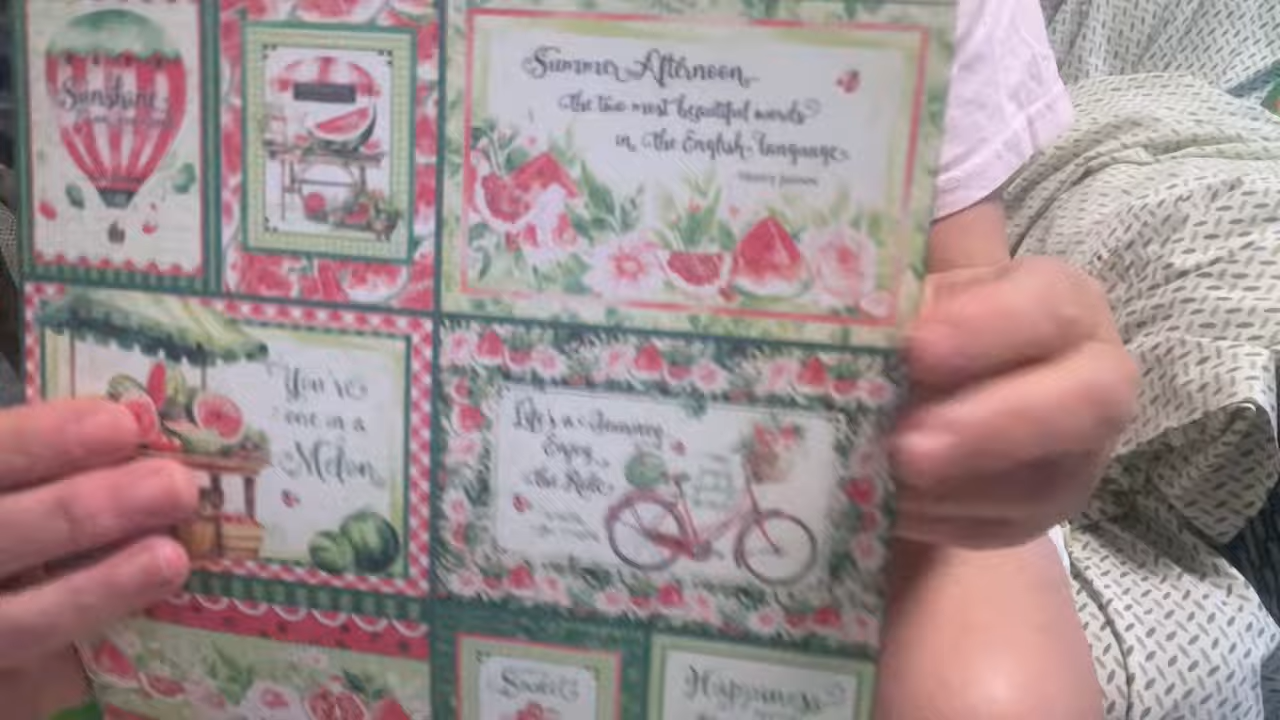 Sunshine
Summer Afternoon
the two most beautiful words
in the English language
Henry James
You're
one in a
Melon
Life's a Journey
Enjoy
the Ride
Sweet
Happiness